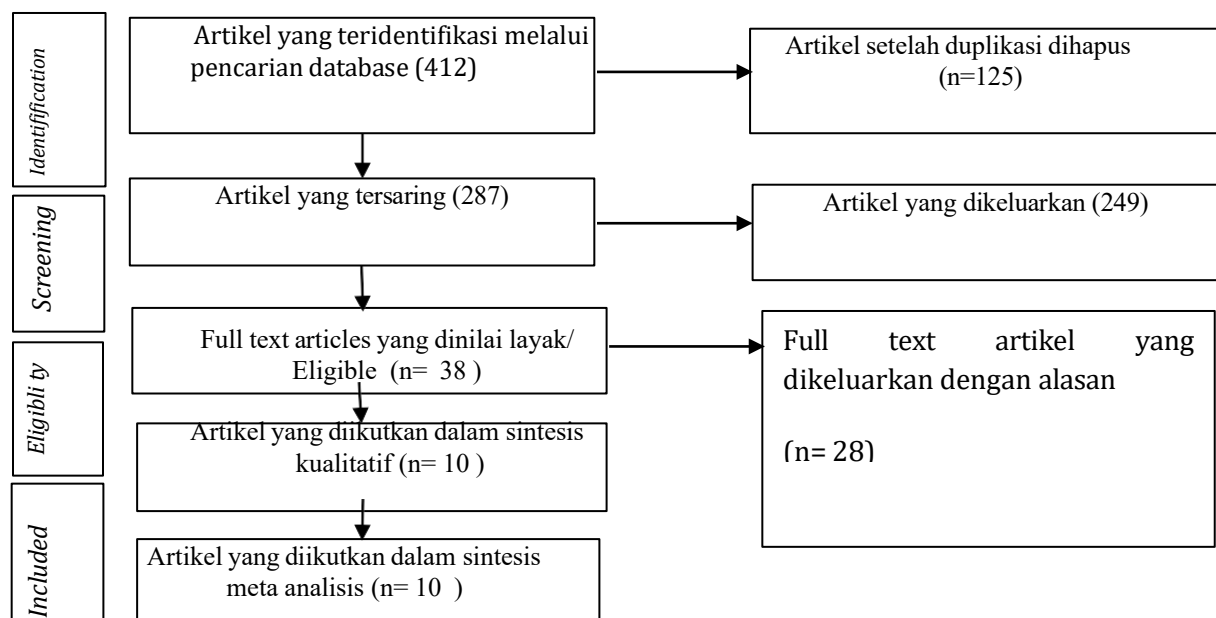 Identifification
Artikel yang teridentifikasi melalui
pencarian database (412)
Artikel setelah duplikasi dihapus
(n=125)
Screening
Artikel yang tersaring (287)
Artikel yang dikeluarkan (249)
Eligibli ty
Full text articles yang dinilai layak/
Eligible (n= 38 )
Full text artikel yang
dikeluarkan dengan alasan
(n= 28)
Artikel yang diikutkan dalam sintesis
kualitatif (n= 10 )
Included
Artikel yang diikutkan dalam sintesis
meta analisis (n= 10 )